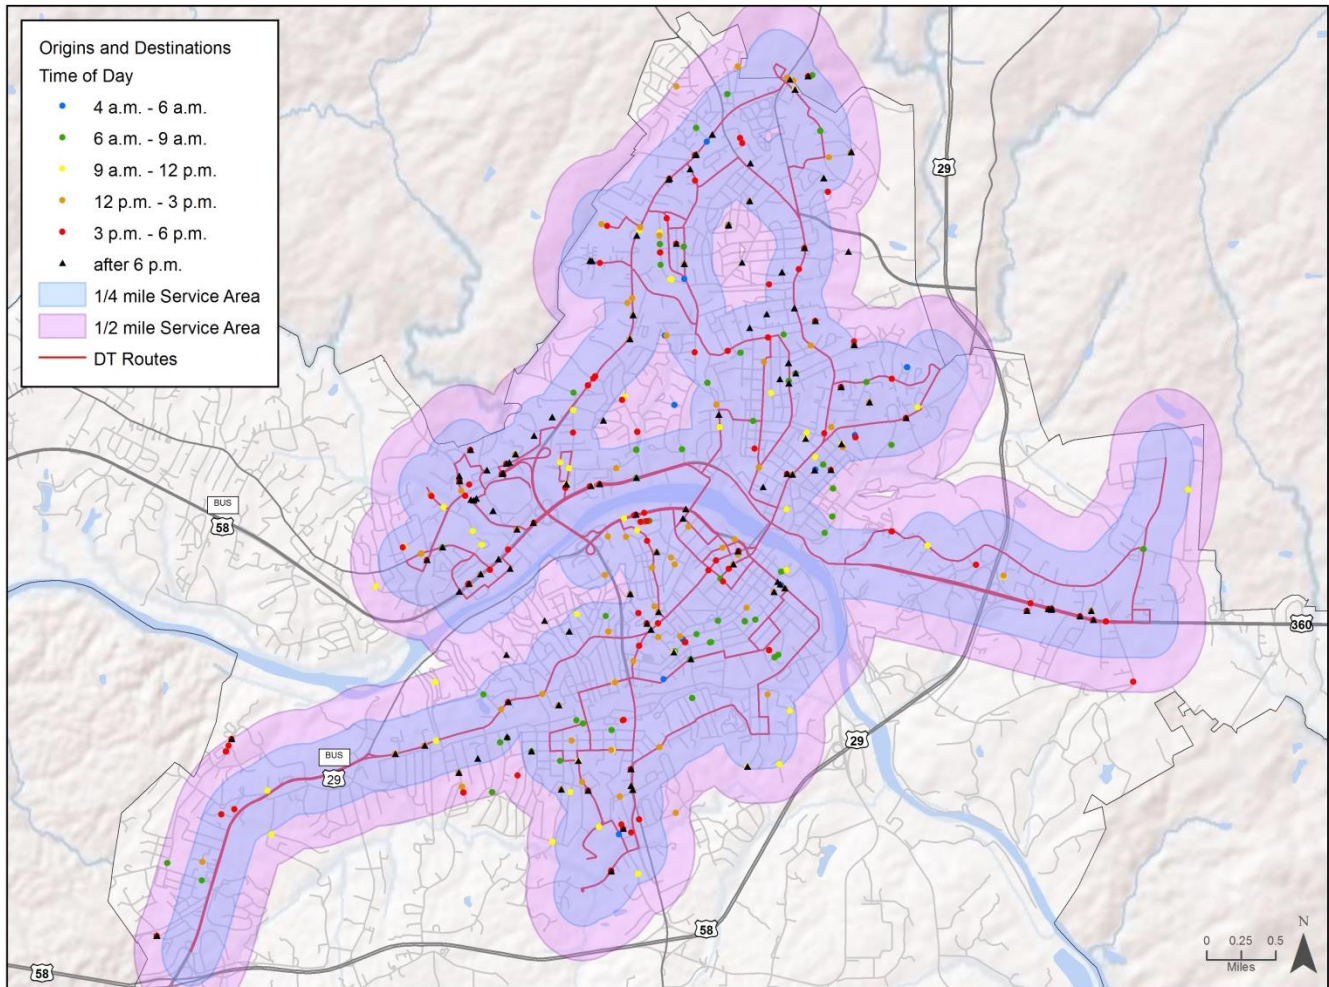 Origins and Destinations
Time of Day
4 a.m. - 6 a.m.
6 a.m. - 9 a.m.
9 a.m. - 12 p.m.
12 p.m. - 3 p.m.
3 p.m. - 6 p.m.
after 6 p.m.
1/4 mile Service Area
1/2 mile Service Area
DT Routes
29
BUS
58
360
29
BUS
29
58
58
N
0 0.25 0.5
Miles